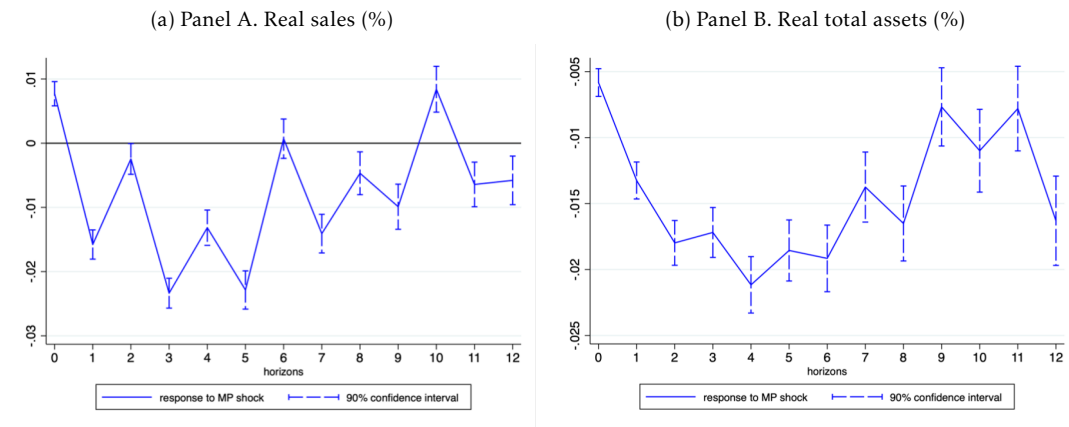 (a) Panel A. Real sales (%)
.01
0
-.01
-.02
-.03
0 1 2 3 4 5 6 7 8 9 10 11 12
horizons
response to MP shock 90% confidence interval
(b) Panel B. Real total assets (%)
-.005
-.01
-.015
-.02
-.025
0 1 2 3 4 5 6 7 8 9 10 11 12
horizons
response to MP shock 90% confidence interval